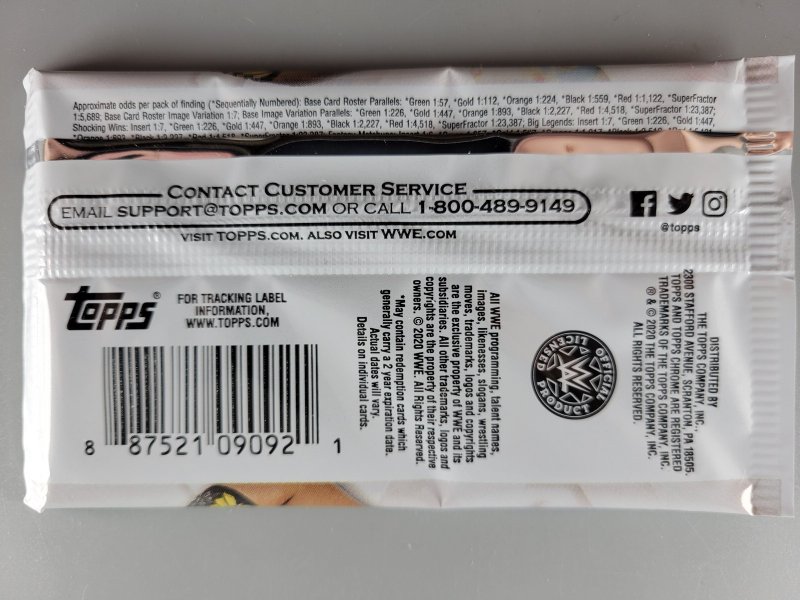 Approximate odds per pack of finding (*Sequentially Numbered): Base Card Roster Parallels: *Green 1:57, *Gold 1:112, *Orange 1:224, *Black 1:559, *Red 1:1,122, *SuperFractor
1:5,689; Base Card Roster Image Variation 1:7; Base Image Variation Parallels: *Green 1:226, *Gold 1:447, *Orange 1:893, *Black 1:2,227, *Red 1:4,518, *SuperFractor 1:23,387;
Shocking Wins: Insert 1:7, *Green 1:226, *Gold 1:447, *Orange 1:893, *Black 1:2,227, *Red 1:4,518, *SuperFractor 1:23,387; Big Legends: Insert 1:7, *Green 1:226, *Gold 1:447,
CONTACT CUSTOMER SERVICE
EMAIL SUPPORT@TOPPS.COM OR CALL 1-800-489-9149
VISIT TOPPS.COM. ALSO VISIT WWE.COM
@topps
topps®
FOR TRACKING LABEL
INFORMATION,
WWW.TOPPS.COM
8 87521 09092 1
All WWE programming, talent names,
images, likenesses, slogans, wrestling
moves, trademarks, logos and copyrights
are the exclusive property of WWE and its
subsidiaries. All other trademarks, logos and
copyrights are the property of their respective
owners. © 2020 WWE. All Rights Reserved.
*May contain redemption cards which
generally carry a 2 year expiration date.
Actual dates will vary.
Details on individual cards.
OFFICIAL
W
LICENSED PRODUCT
DISTRIBUTED BY
THE TOPPS COMPANY, INC.
2300 STAFFORD AVENUE, SCRANTON, PA 18505.
TOPPS AND TOPPS CHROME ARE REGISTERED
TRADEMARKS OF THE TOPPS COMPANY, INC.
® & © 2020 THE TOPPS COMPANY, INC.
ALL RIGHTS RESERVED.